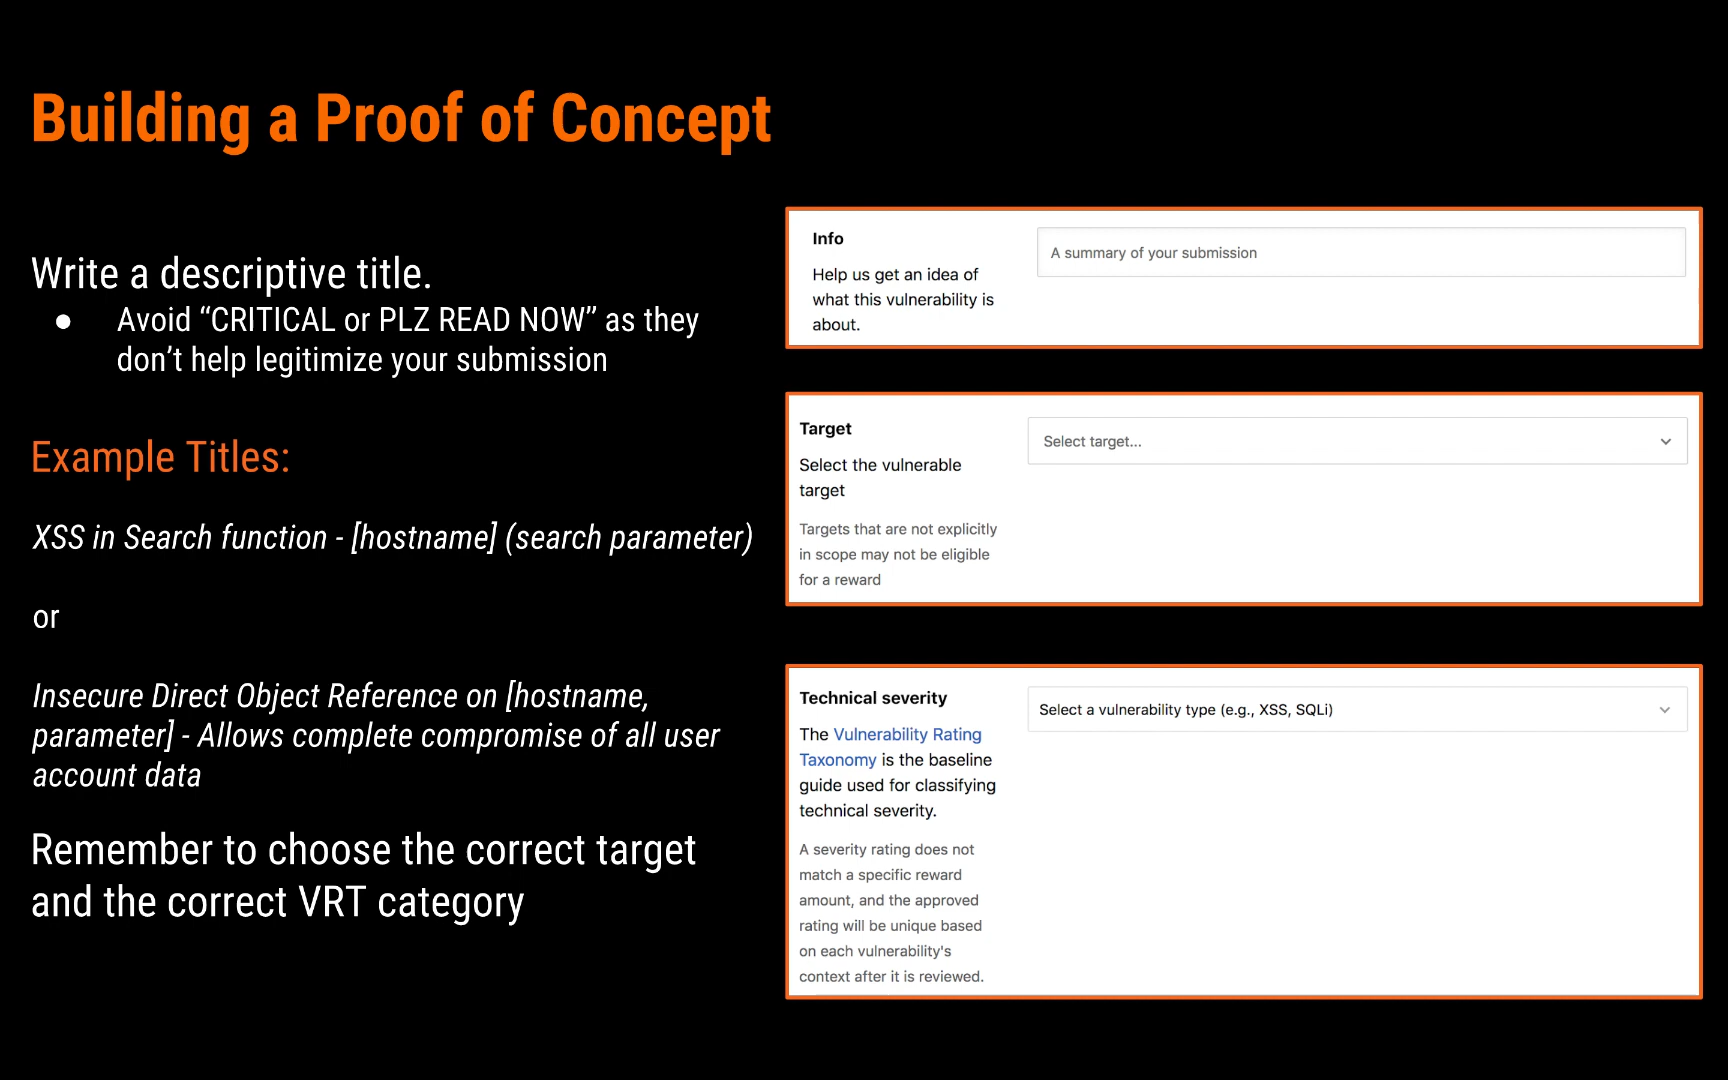 Building a Proof of Concept
Write a descriptive title.
● Avoid “CRITICAL or PLZ READ NOW” as they
don’t help legitimize your submission
Example Titles:
XSS in Search function - [hostname] (search parameter)
or
Insecure Direct Object Reference on [hostname,
parameter] - Allows complete compromise of all user
account data
Remember to choose the correct target
and the correct VRT category
Info
Help us get an idea of
what this vulnerability is
about.
A summary of your submission
Target
Select the vulnerable
target
Targets that are not explicitly
in scope may not be eligible
for a reward
Select target...
Technical severity
The Vulnerability Rating
Taxonomy is the baseline
guide used for classifying
technical severity.
A severity rating does not
match a specific reward
amount, and the approved
rating will be unique based
on each vulnerability's
context after it is reviewed.
Select a vulnerability type (e.g., XSS, SQLi)